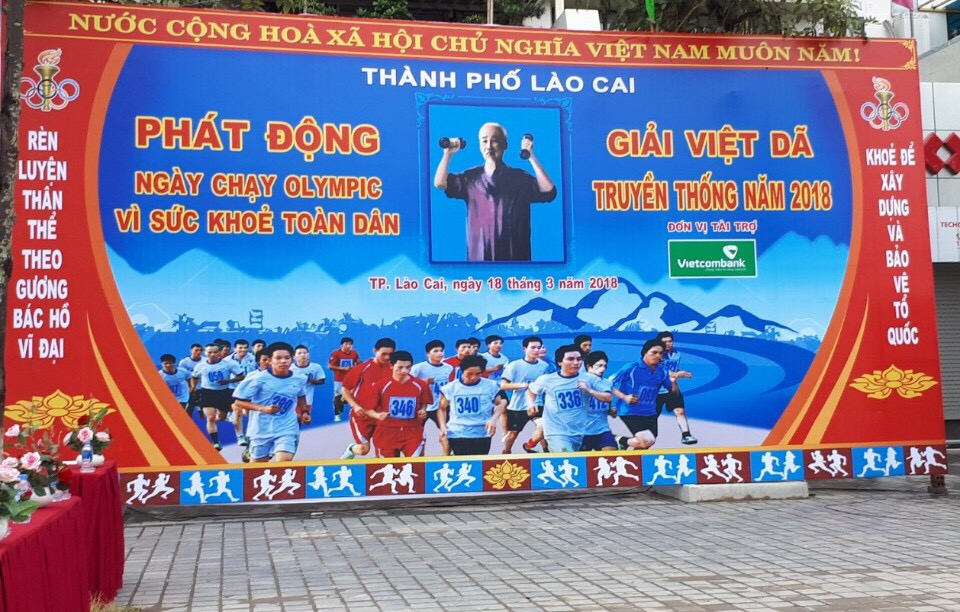 NƯỚC CỘNG HOÀ XÃ HỘI CHỦ NGHĨA VIỆT NAM MUÔN NĂM!
THÀNH PHỐ LÀO CAI
PHÁT ĐỘNG
NGÀY CHẠY OLYMPIC
VÌ SỨC KHOẺ TOÀN DÂN
GIẢI VIỆT DÃ
TRUYỀN THỐNG NĂM 2018
ĐƠN VỊ TÀI TRỢ
Vietcombank
TP. Lào Cai, ngày 18 tháng 3 năm 2018
RÈN
LUYỆN
THÂN
THỂ
THEO
GƯƠNG
BÁC HỒ
VĨ ĐẠI
KHOẺ ĐỂ
XÂY
DỰNG
VÀ
BẢO
VỆ
TỔ
QUỐC
346
340
336